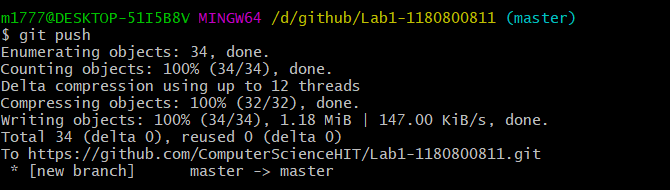 m1777@DESKTOP-51I5B8V MINGW64 /d/github/Lab1-1180800811 (master)
$ git push
Enumerating objects: 34, done.
Counting objects: 100% (34/34), done.
Delta compression using up to 12 threads
Compressing objects: 100% (32/32), done.
Writing objects: 100% (34/34), 1.18 MiB | 147.00 KiB/s, done.
Total 34 (delta 0), reused 0 (delta 0)
To https://github.com/ComputerScienceHIT/Lab1-1180800811.git
 * [new branch]      master -> master